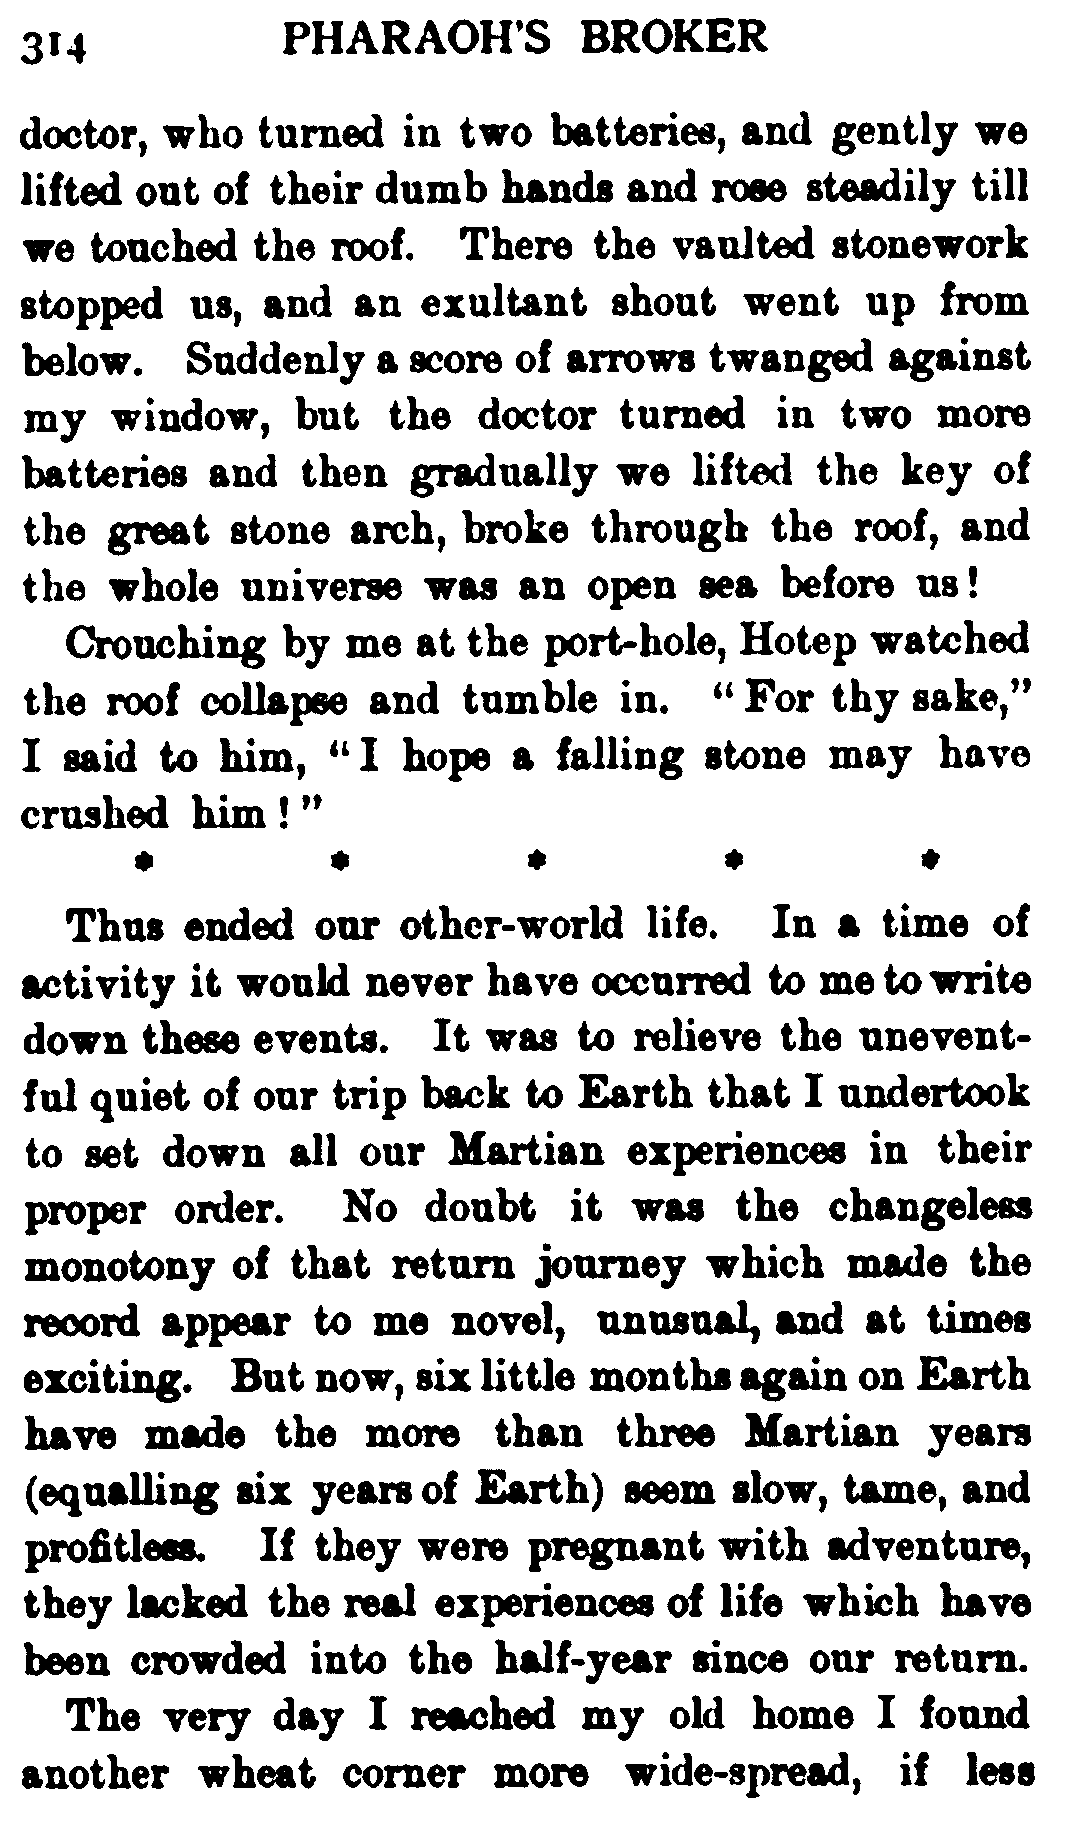 314 PHARAOH'S BROKER
doctor, who turned in two batteries, and gently we
lifted out of their dumb hands and rose steadily till
we touched the roof. There the vaulted stonework
stopped us, and an exultant shout went up from
below. Suddenly a score of arrows twanged against
my window, but the doctor turned in two more
batteries and then gradually we lifted the key of
the great stone arch, broke through the roof, and
the whole universe was an open sea before us!
Crouching by me at the port-hole, Hotep watched
the roof collapse and tumble in. "For thy sake,"
I said to him, "I hope a falling stone may have
crushed him!"
* * * * *
Thus ended our other-world life. In a time of
activity it would never have occurred to me to write
down these events. It was to relieve the unevent-
ful quiet of our trip back to Earth that I undertook
to set down all our Martian experiences in their
proper order. No doubt it was the changeless
monotony of that return journey which made the
record appear to me novel, unusual, and at times
exciting. But now, six little months again on Earth
have made the more than three Martian years
(equalling six years of Earth) seem slow, tame, and
profitless. If they were pregnant with adventure,
they lacked the real experiences of life which have
been crowded into the half-year since our return.
The very day I reached my old home I found
another wheat corner more wide-spread, if less